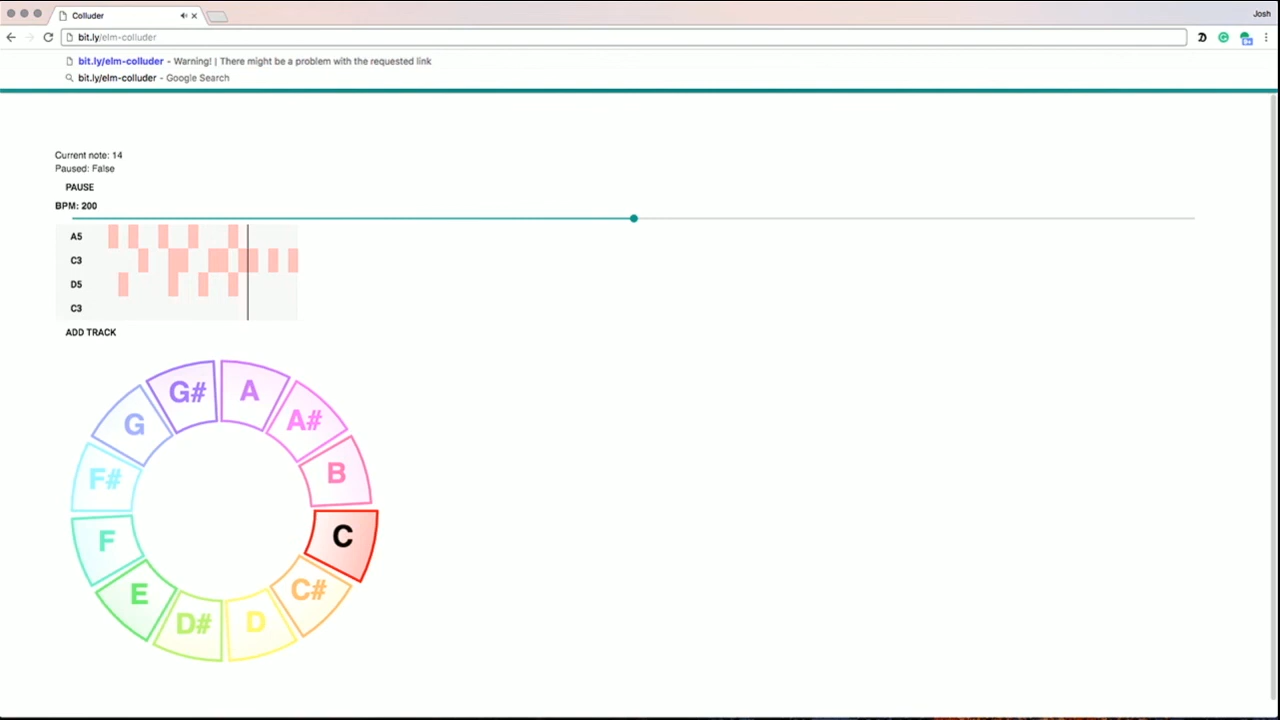 Colluder
Josh
bit.ly/elm-colluder
bit.ly/elm-colluder - Warning! | There might be a problem with the requested link
bit.ly/elm-colluder - Google Search
Current note: 14
Paused: False
PAUSE
BPM: 200
A5
C3
D5
C3
ADD TRACK
G#
A
G
A#
F#
B
F
C
E
C#
D#
D